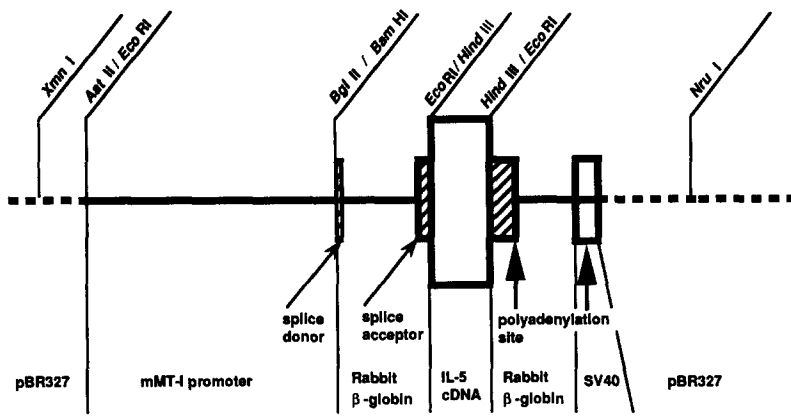 Xmn I
Aat II / Eco RI
Bgl II / Bam HI
EcoRI / Hind III
Hind III / EcoRI
Nru I
splice
donor
splice
acceptor
polyadenylation
site
pBR327
mMT-I promoter
Rabbit
β-globin
IL-5
cDNA
Rabbit
β-globin
SV40
pBR327